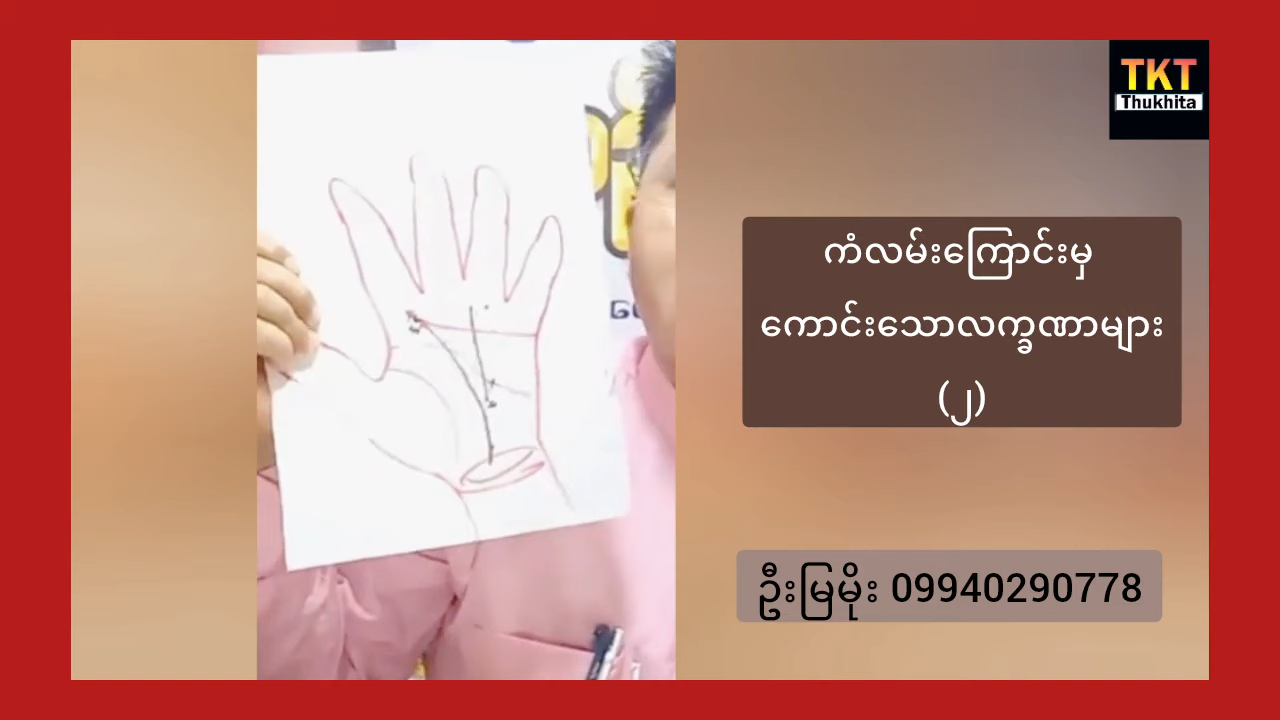 TKT
Thukhita
ကံလမ်းကြောင်းမှ
ကောင်းသောလက္ခဏာများ
(၂)
ဦးမြမိုး 09940290778